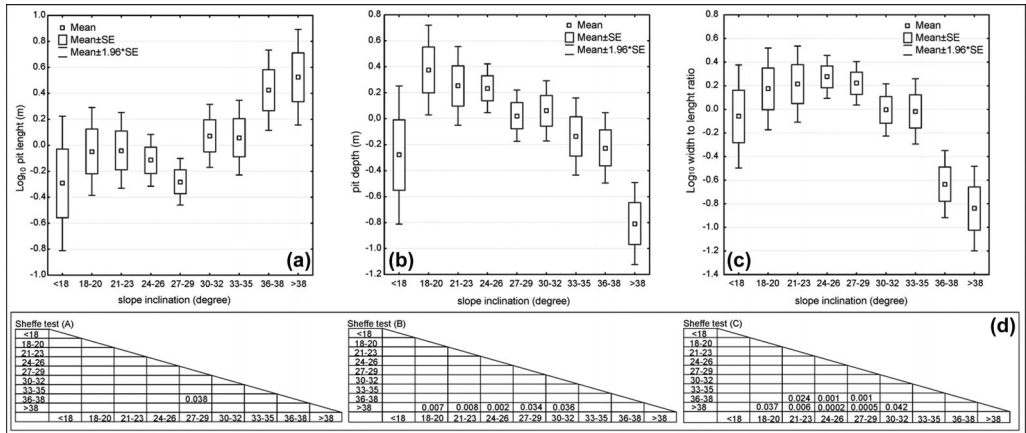 Mean
Mean±SE
Mean±1.96*SE
1.0
0.8
0.6
0.4
0.2
0.0
-0.2
-0.4
-0.6
-0.8
-1.0
Log10 pit lenght (m)
(a)
<18 18-20 21-23 24-26 27-29 30-32 33-35 36-38 >38
slope inclination (degree)
Mean
Mean±SE
Mean±1.96*SE
0.8
0.6
0.4
0.2
0.0
-0.2
-0.4
-0.6
-0.8
-1.0
-1.2
pit depth (m)
(b)
<18 18-20 21-23 24-26 27-29 30-32 33-35 36-38 >38
slope inclination (degree)
Mean
Mean±SE
Mean±1.96*SE
0.8
0.6
0.4
0.2
0.0
-0.2
-0.4
-0.6
-0.8
-1.0
-1.2
-1.4
Log10 width to lenght ratio
(c)
<18 18-20 21-23 24-26 27-29 30-32 33-35 36-38 >38
slope inclination (degree)
(d)
Sheffe test (A)
<18
18-20
21-23
24-26
27-29
30-32
33-35
36-38 0.038
>38
<18 18-20 21-23 24-26 27-29 30-32 33-35 36-38 >38
Sheffe test (B)
<18
18-20
21-23
24-26
27-29
30-32
33-35
36-38
>38 0.007 0.008 0.002 0.034 0.036
<18 18-20 21-23 24-26 27-29 30-32 33-35 36-38 >38
Sheffe test (C)
<18
18-20
21-23
24-26
27-29
30-32
33-35
36-38 0.024 0.001 0.001
>38 0.037 0.006 0.0002 0.0005 0.042
<18 18-20 21-23 24-26 27-29 30-32 33-35 36-38 >38